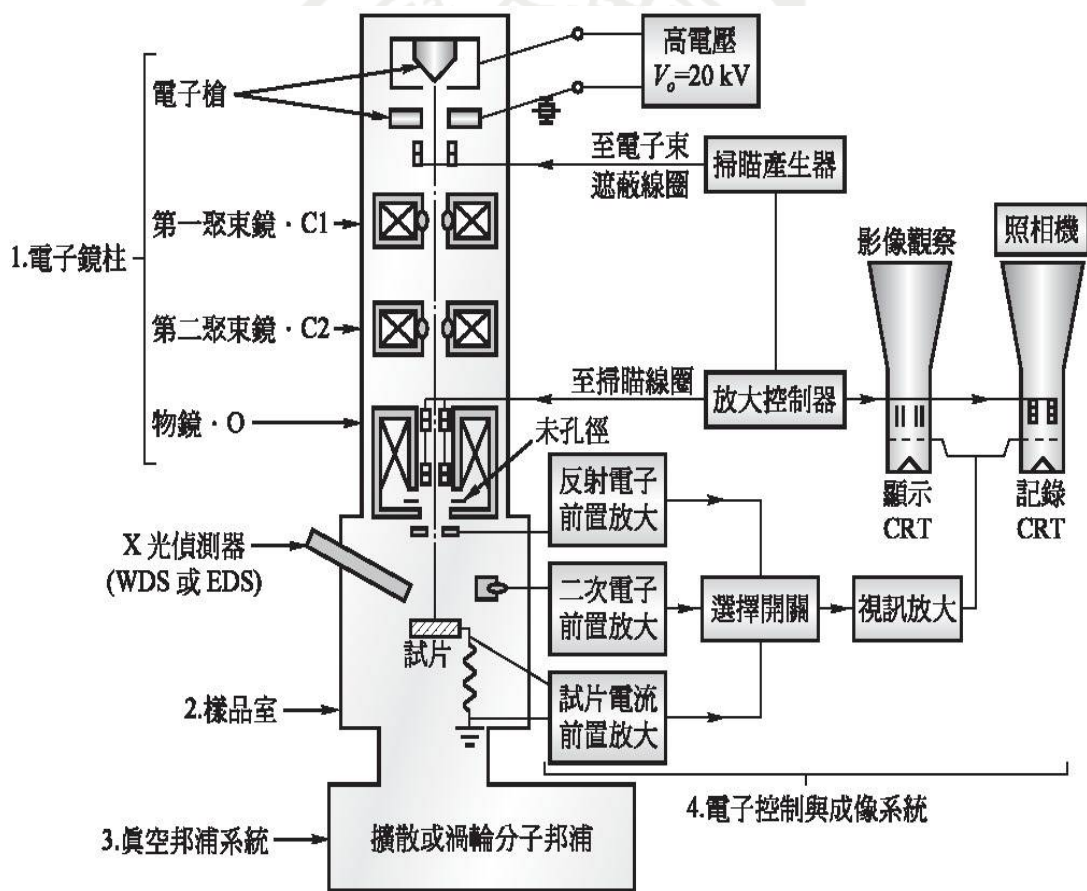 高電壓
Vo=20 kV
電子槍
至電子束
遮蔽線圈
掃瞄產生器
第一聚束鏡·C1
1.電子鏡柱
影像觀察
照相機
第二聚束鏡·C2
至掃瞄線圈
放大控制器
物鏡·O
未孔徑
反射電子
前置放大
顯示
CRT
記錄
CRT
X 光偵測器
(WDS 或 EDS)
二次電子
前置放大
選擇開關
視訊放大
試片
試片電流
前置放大
2.樣品室
4.電子控制與成像系統
3.眞空邦浦系統
擴散或渦輪分子邦浦